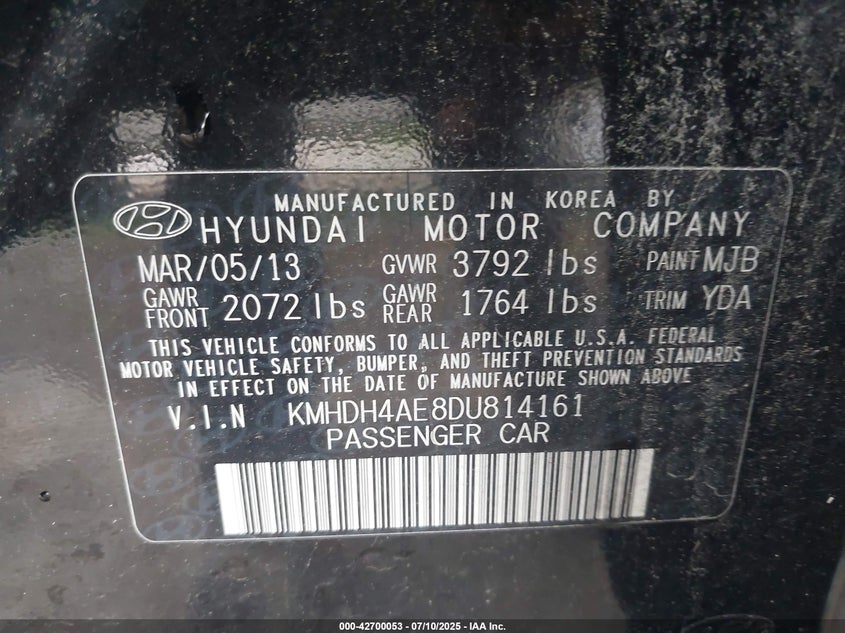 MANUFACTURED IN KOREA BY
HYUNDAI MOTOR COMPANY
MAR/05/13 GVWR 3792 lbs PAINT MJB
GAWR FRONT 2072 lbs GAWR REAR 1764 lbs TRIM YDA
THIS VEHICLE CONFORMS TO ALL APPLICABLE U.S.A. FEDERAL
MOTOR VEHICLE SAFETY, BUMPER, AND THEFT PREVENTION STANDARDS
IN EFFECT ON THE DATE OF MANUFACTURE SHOWN ABOVE
V.I.N KMHDH4AE8DU814161
PASSENGER CAR
000-42700053 - 07/10/2025 - IAA Inc.